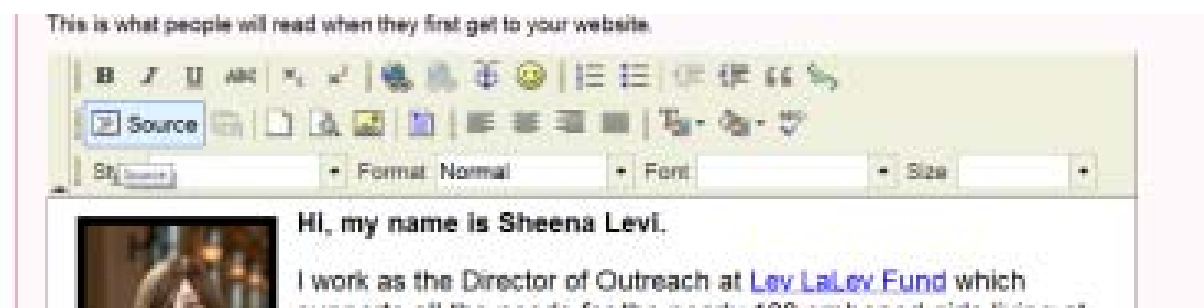 This is what people will read when they first get to your website.
B I U ABC
Source
Format Normal Font Size
Hi, my name is Sheena Levi.
I work as the Director of Outreach at Lev LaLev Fund which